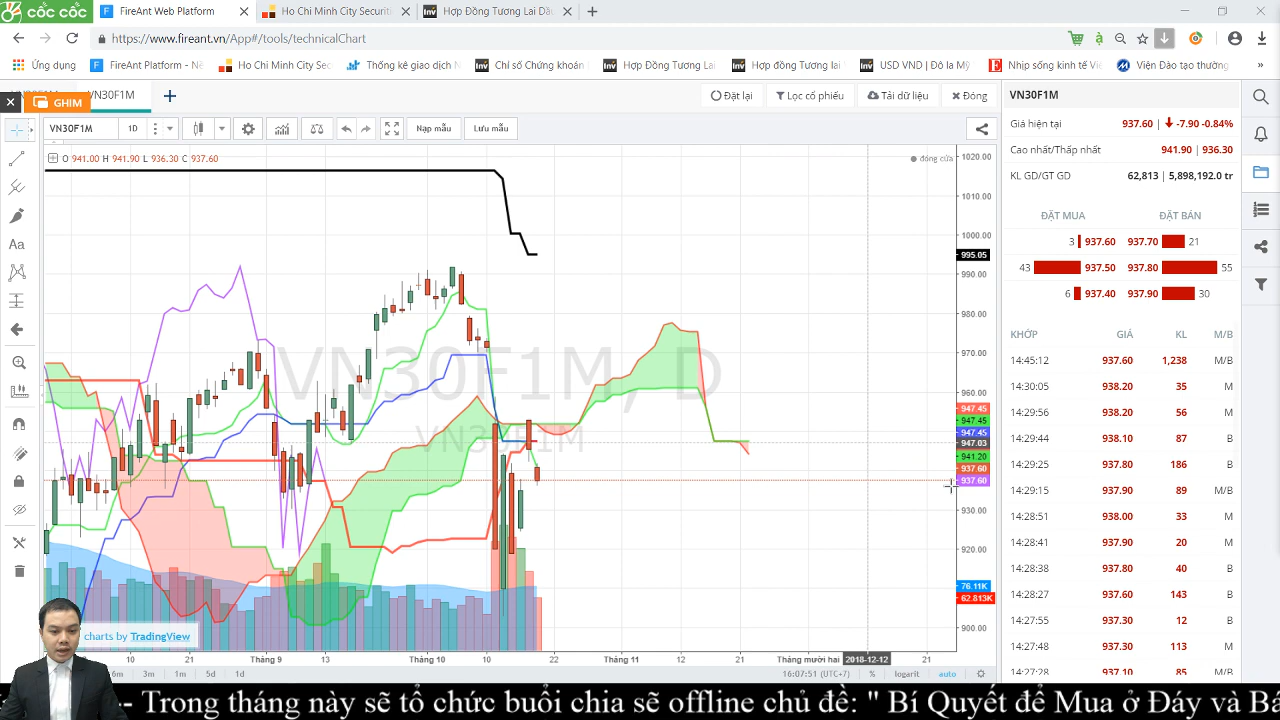 cốc cốc FireAnt Web Platform Ho Chi Minh City Securiti Hợp Đồng Tương Lai Dầu
https://www.fireant.vn/App#/tools/technicalChart
Ứng dụng FireAnt Platform - Nề Ho Chi Minh City Sec Thống kê giao dịch N Chỉ số Chứng khoán Hợp Đồng Tương Lai Hợp đồng Tương lai USD VND | Đô la Mỹ Nhịp sống kinh tế Vi Viện Đào tạo thường
GHIM VN30F1M Lọc cổ phiếu Tải dữ liệu Đóng VN30F1M
VN30F1M 1D Nạp mẫu Lưu mẫu
Giá hiện tại 937.60 | -7.90 -0.84%
Cao nhất/Thấp nhất 941.90 | 936.30
KL GD/GT GD 62,813 | 5,898,192.0 tr
O 941.00 H 941.90 L 936.30 C 937.60
đóng cửa
VN30F1M, D
VN30F1M
1020.00
1010.00
1000.00
995.05
990.00
980.00
970.00
960.00
947.45
947.45
947.45
947.03
941.20
937.60
937.60
930.00
920.00
76.11K
62.813K
900.00
ĐẶT MUA ĐẶT BÁN
3 937.60 937.70 21
43 937.50 937.80 55
6 937.40 937.90 30
KHỚP GIÁ KL M/B
14:45:12 937.60 1,238 M/B
14:30:05 938.20 35 M
14:29:56 938.20 56 M
14:29:44 938.10 87 B
14:29:25 937.80 186 B
14:29:15 937.90 89 M/B
14:28:51 938.00 33 M
14:28:41 937.90 20 M
14:28:38 937.80 40 B
14:28:27 937.60 143 B
14:27:55 937.30 12 B
14:27:48 937.30 113 M
14:27:28 937.10 85 M/B
charts by TradingView
10 21 Tháng 9 13 Tháng 10 10 22 Tháng 11 12 21 Tháng mười hai 2018-12-12 21
6m 3m 1m 5d 1d 16:07:51 (UTC+7) % logarit auto
-- Trong tháng này sẽ tổ chức buổi chia sẽ offline chủ đề: " Bí Quyết để Mua ở Đáy và Bá